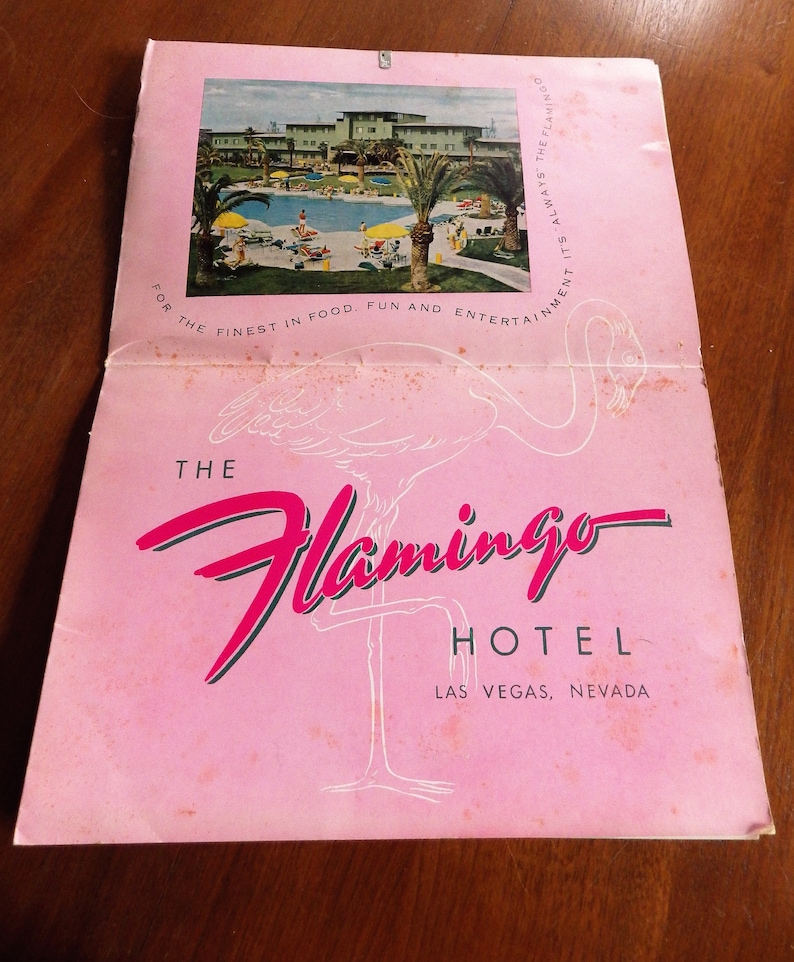 FOR THE FINEST IN FOOD. FUN AND ENTERTAINMENT IT'S "ALWAYS" THE FLAMINGO
THE
Flamingo
HOTEL
LAS VEGAS, NEVADA